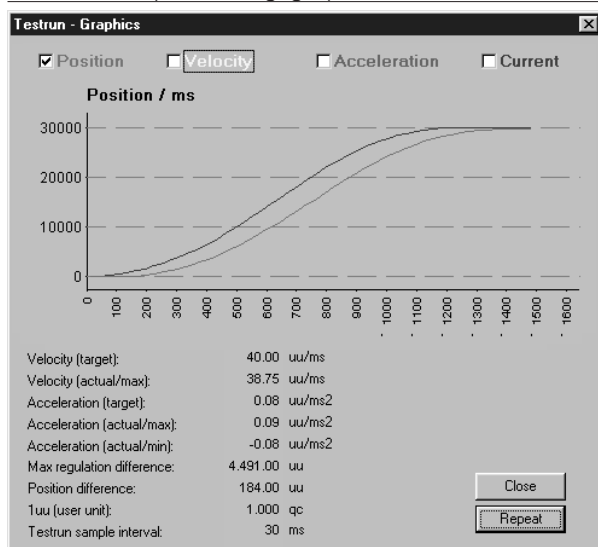 Testrun - Graphics
Position Velocity Acceleration Current
Position / ms
30000
20000
10000
0
0 100 200 300 400 500 600 700 800 900 1000 1100 1200 1300 1400 1500 1600
Velocity (target): 40.00 uu/ms
Velocity (actual/max): 38.75 uu/ms
Acceleration (target): 0.08 uu/ms2
Acceleration (actual/max): 0.09 uu/ms2
Acceleration (actual/min): -0.08 uu/ms2
Max regulation difference: 4.491.00 uu
Position difference: 184.00 uu
1uu (user unit): 1.000 qc
Testrun sample interval: 30 ms
Close
Repeat